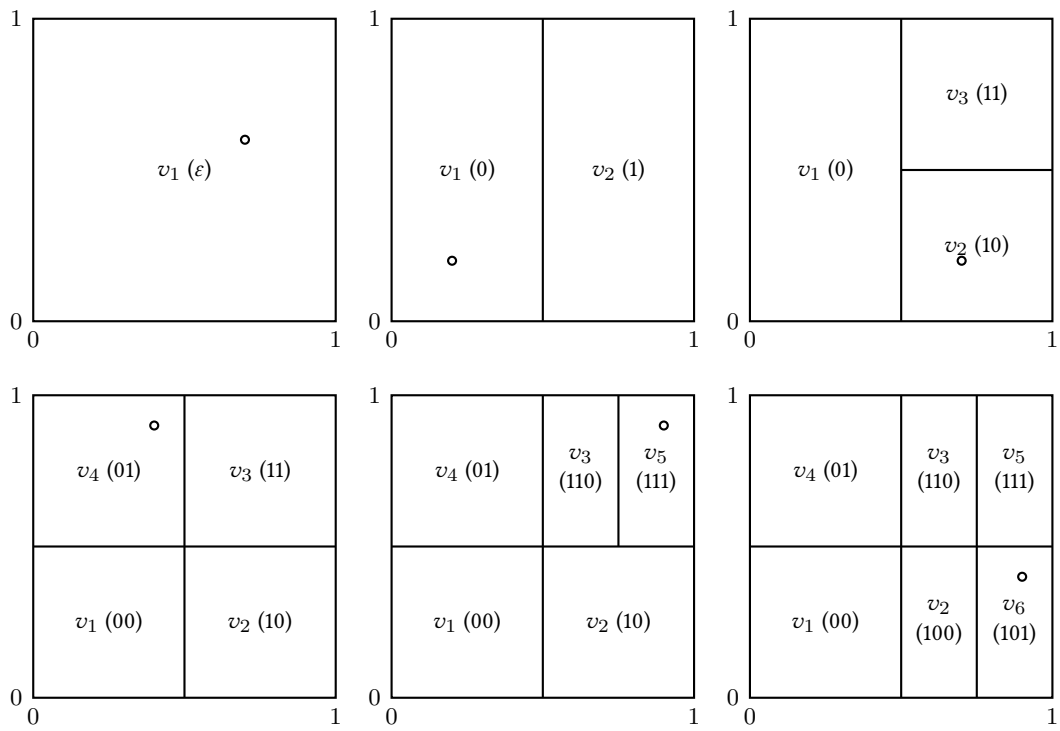 1
v₁ (ε)
0
0 1
1
v₁ (0) v₂ (1)
0
0 1
1
v₃ (11)
v₁ (0)
v₂ (10)
0
0 1
1
v₄ (01) v₃ (11)
v₁ (00) v₂ (10)
0
0 1
1
v₄ (01)
v₃
(110)
v₅
(111)
v₁ (00) v₂ (10)
0
0 1
1
v₄ (01)
v₃
(110)
v₅
(111)
v₁ (00)
v₂
(100)
v₆
(101)
0
0 1